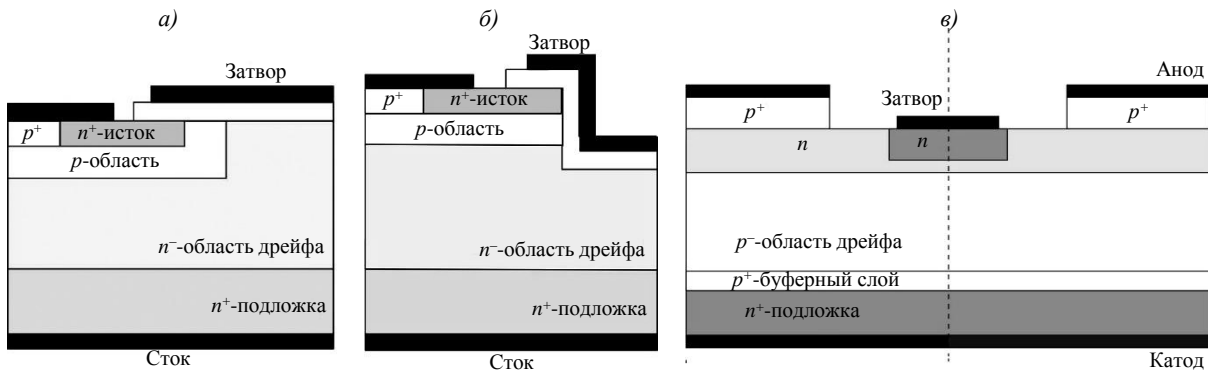 а)
Затвор
p⁺
n⁺-исток
p-область
n⁻-область дрейфа
n⁺-подложка
Сток
б)
Затвор
p⁺
n⁺-исток
p-область
n⁻-область дрейфа
n⁺-подложка
Сток
в)
Анод
Затвор
p⁺
p⁺
n
n
p⁻-область дрейфа
p⁺-буферный слой
n⁺-подложка
Катод